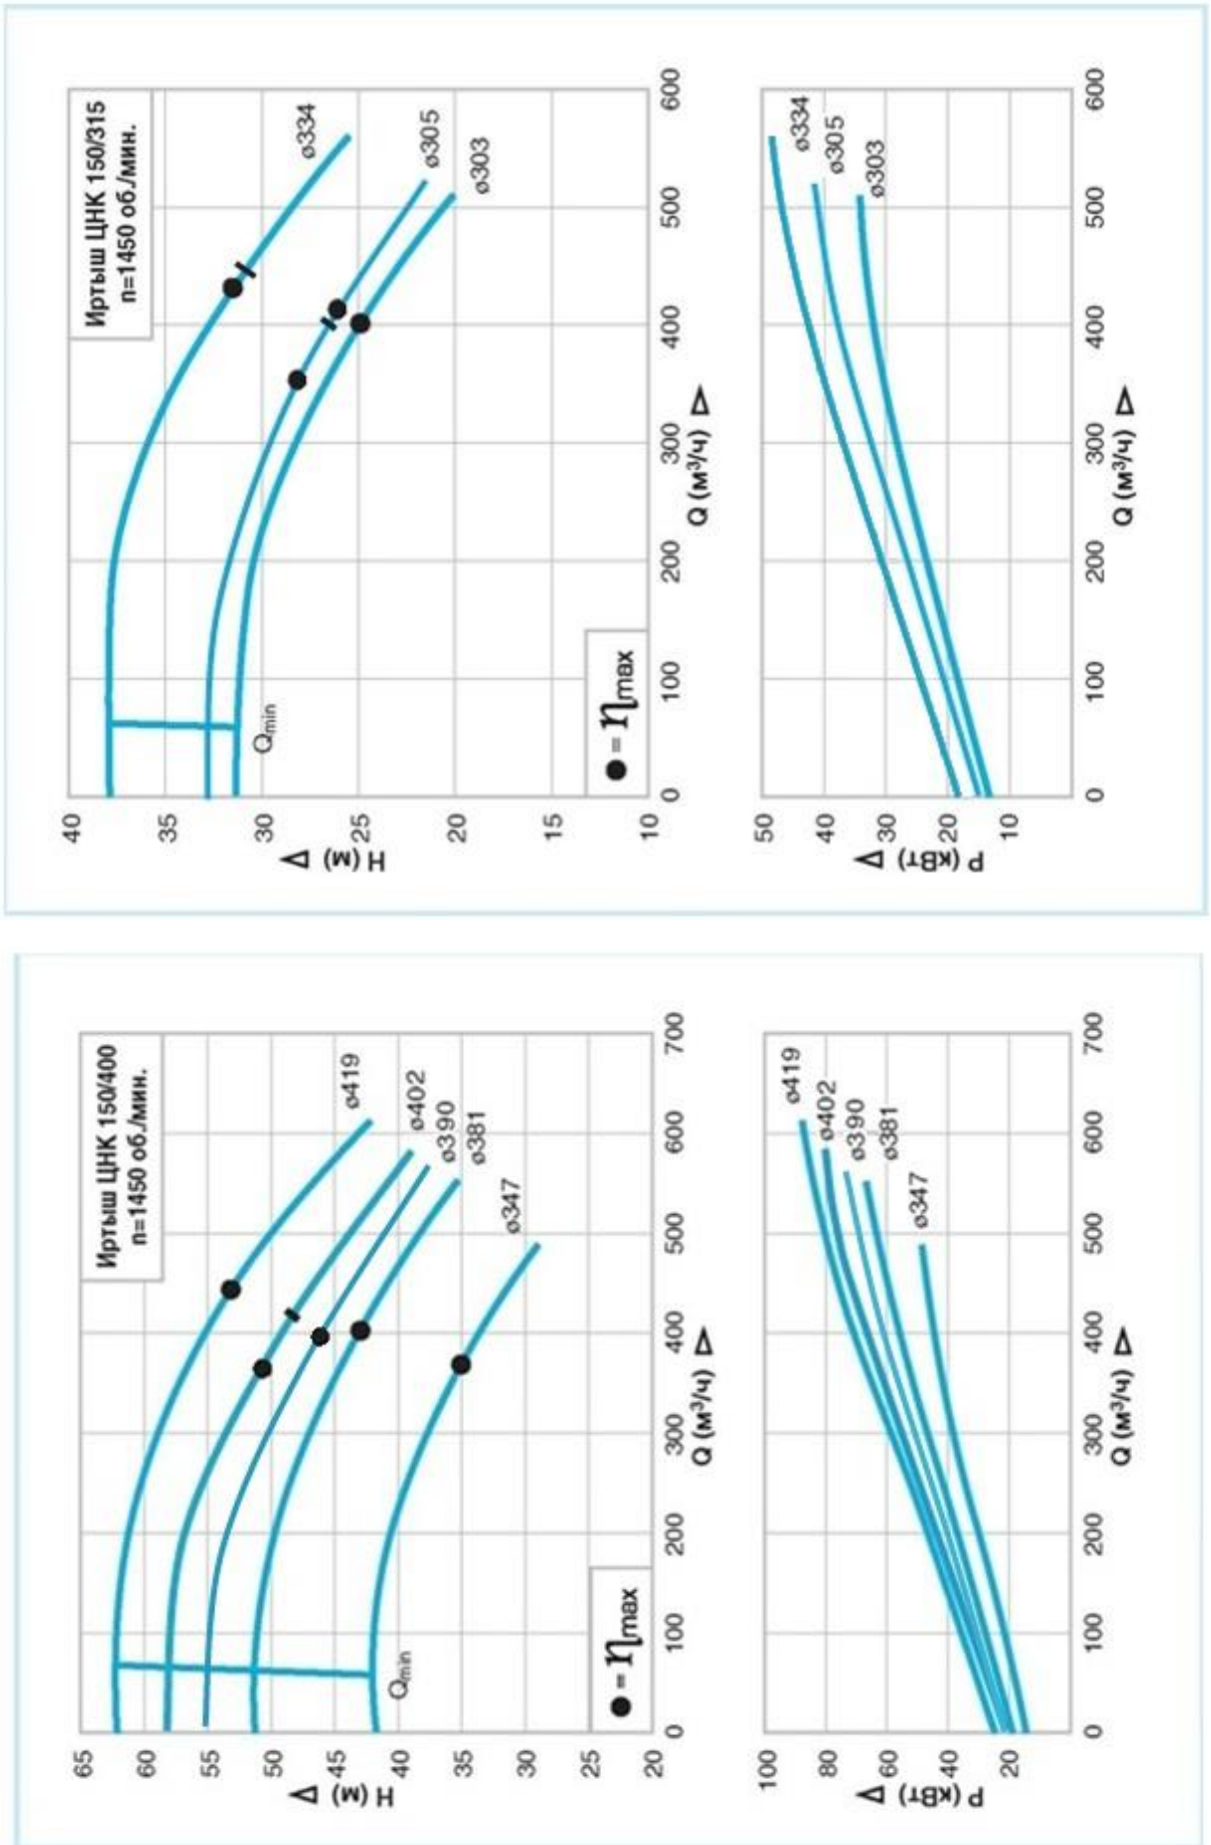 Иртыш ЦНК 150/400
n=1450 об./мин.
65
60
55
50
45
40
35
30
25
20
H (м)
ø419
ø402
ø390
ø381
ø347
Qmin
● = ηmax
0
100
200
300
400
500
600
700
Q (м³/ч)
100
80
60
40
20
P (кВт)
ø419
ø402
ø390
ø381
ø347
0
100
200
300
400
500
600
700
Q (м³/ч)
Иртыш ЦНК 150/315
n=1450 об./мин.
40
35
30
25
20
15
10
H (м)
ø334
ø305
ø303
Qmin
● = ηmax
0
100
200
300
400
500
600
Q (м³/ч)
50
40
30
20
10
P (кВт)
ø334
ø305
ø303
0
100
200
300
400
500
600
Q (м³/ч)